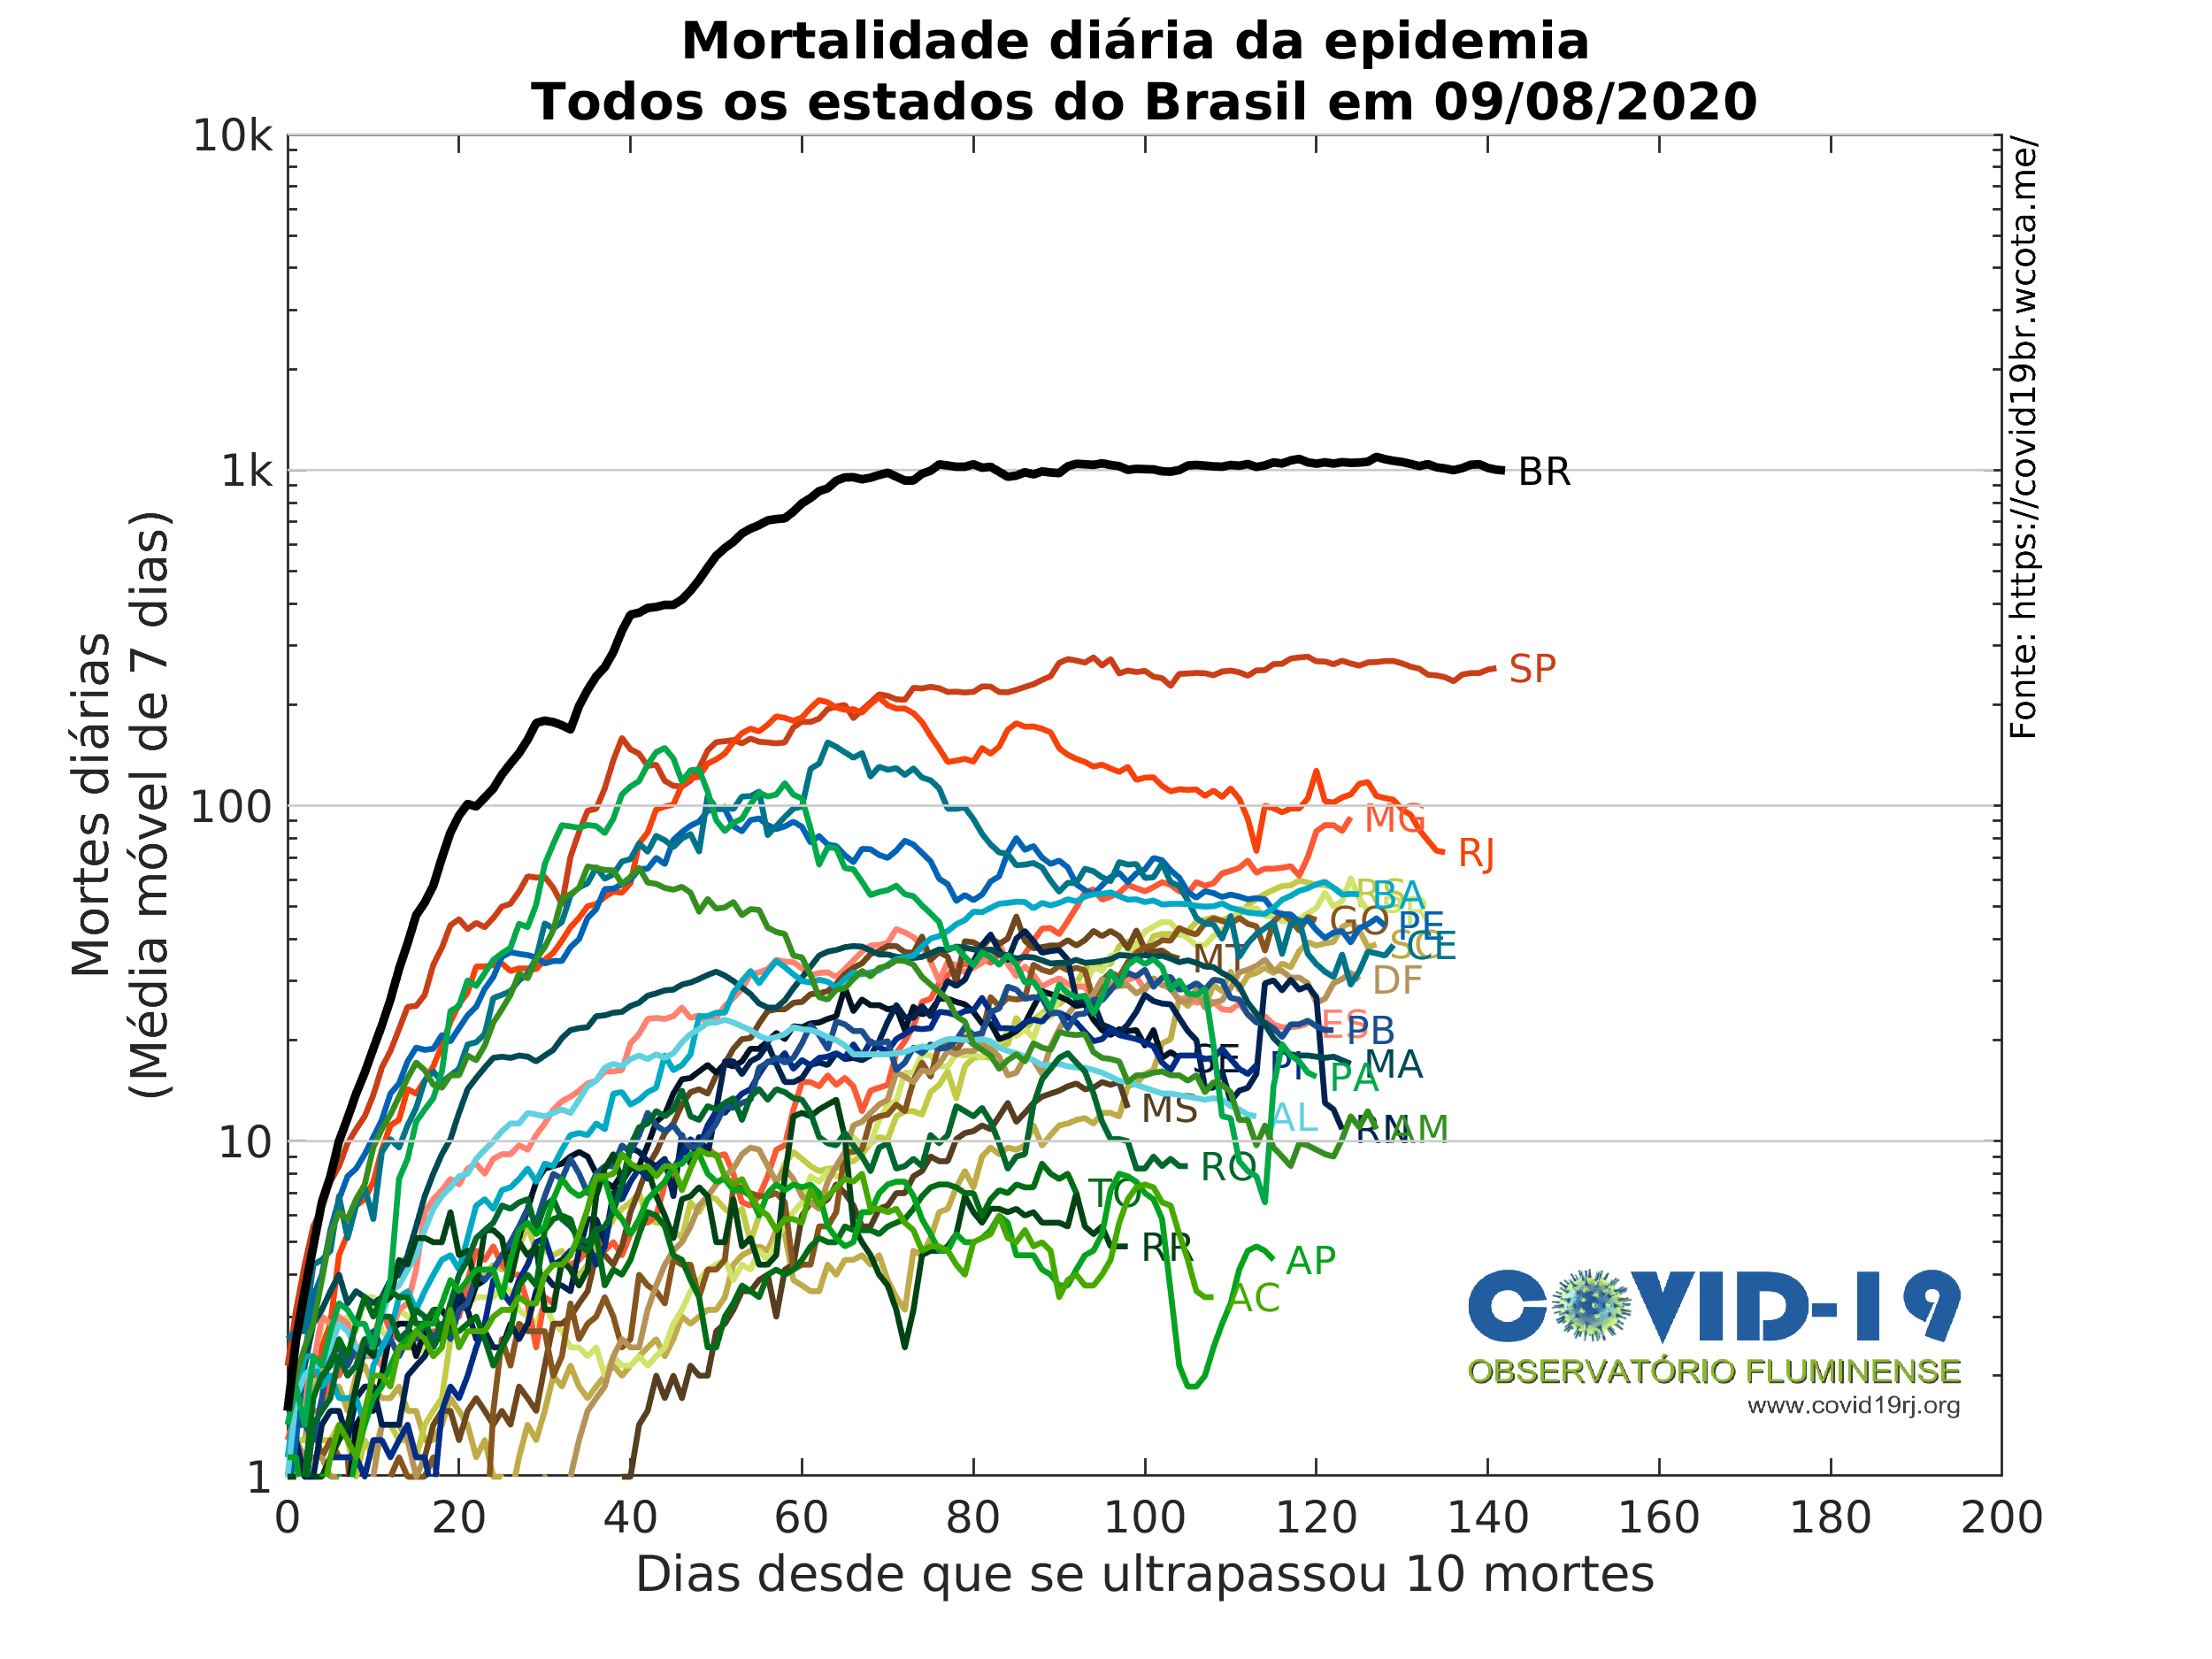 Mortalidade diária da epidemia
Todos os estados do Brasil em 09/08/2020
10k
1k
100
10
1
Mortes diárias
(Média móvel de 7 dias)
Fonte: https://covid19br.wcota.me/
BR
SP
MG
RJ
RS
BA
GO
PE
SC
CE
MT
DF
ES
PB
SE
PI
PA
MA
MS
AL
RN
AM
RO
TO
RR
AP
AC
COVID-19
OBSERVATÓRIO FLUMINENSE
www.covid19rj.org
0 20 40 60 80 100 120 140 160 180 200
Dias desde que se ultrapassou 10 mortes